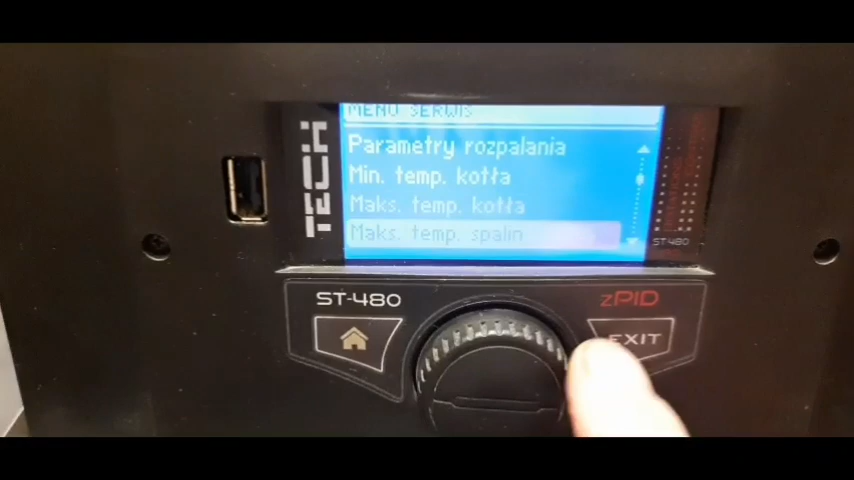 MENU SERWIS
Parametry rozpalania
Min. temp. kotła
Maks. temp. kotła
Maks. temp. spalin
TECH
ST-480
ST-480
zPID
EXIT